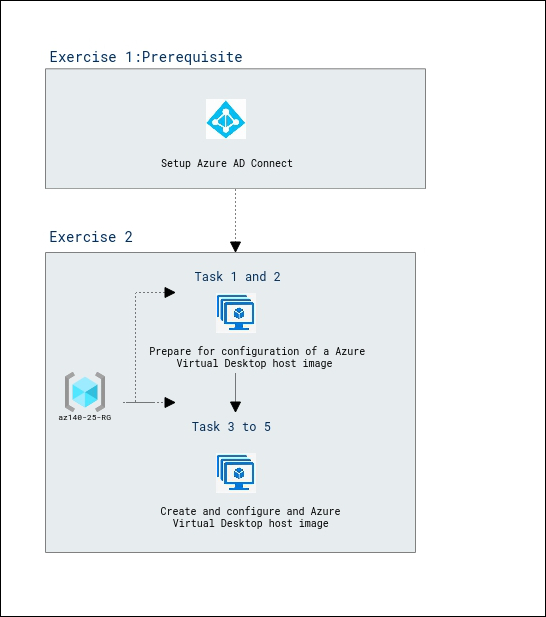 Exercise 1:Prerequisite
Setup Azure AD Connect
Exercise 2
Task 1 and 2
Prepare for configuration of a Azure
Virtual Desktop host image
az140-25-RG
Task 3 to 5
Create and configure and Azure
Virtual Desktop host image